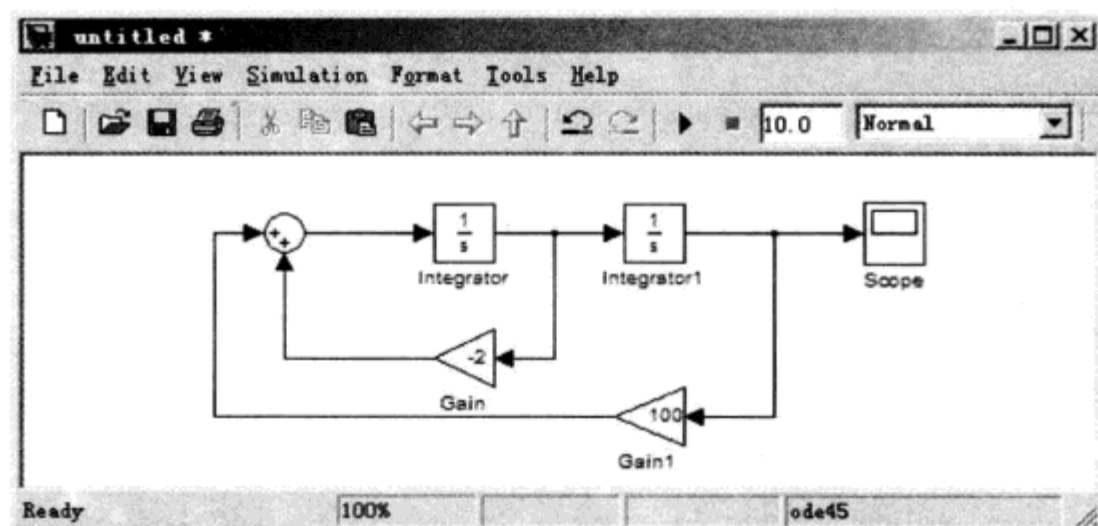 untitled *
File Edit View Simulation Format Tools Help
10.0 Normal
++
1
s
Integrator
1
s
Integrator1
Scope
-2
Gain
100
Gain1
Ready 100% ode45